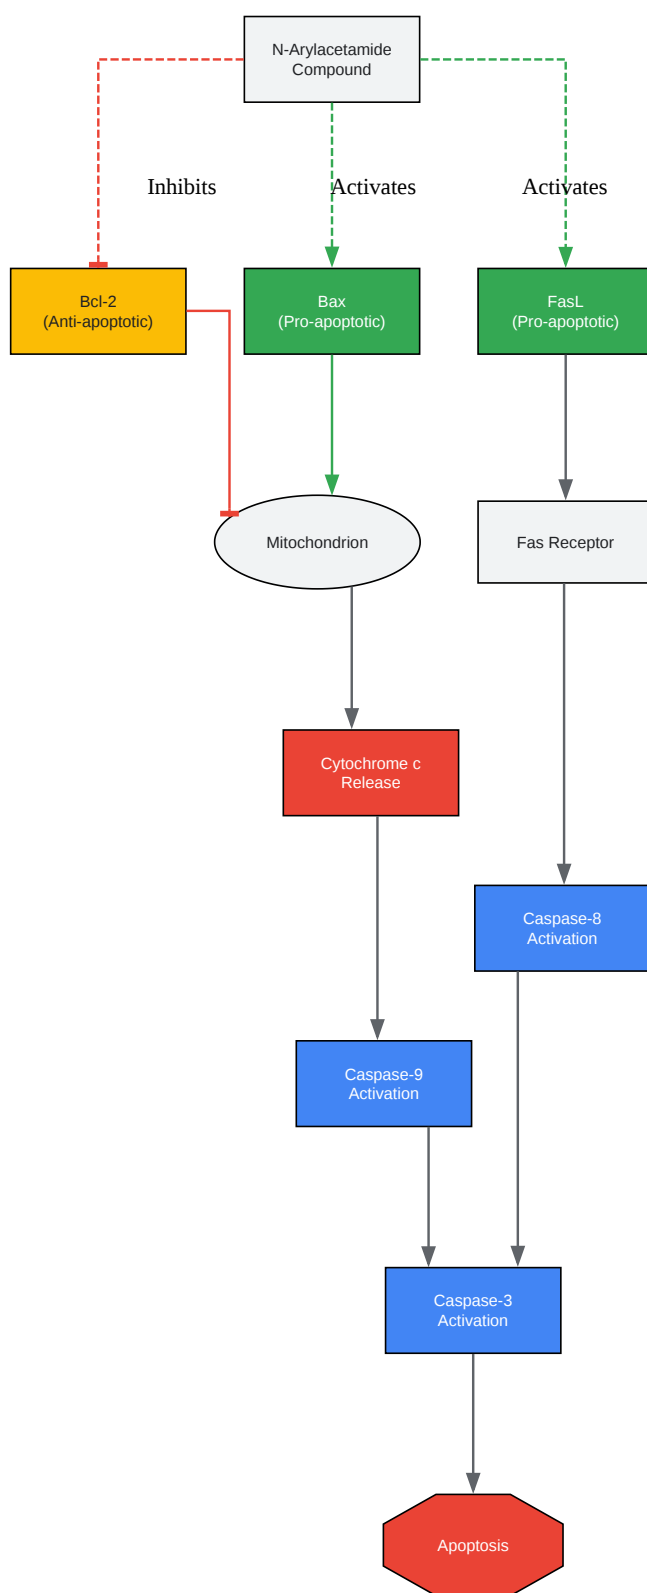 N-Arylacetamide
Compound
Inhibits
Activates
Activates
Bcl-2
(Anti-apoptotic)
Bax
(Pro-apoptotic)
FasL
(Pro-apoptotic)
Mitochondrion
Fas Receptor
Cytochrome c
Release
Caspase-8
Activation
Caspase-9
Activation
Caspase-3
Activation
Apoptosis